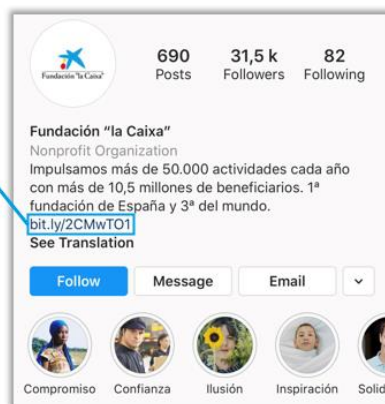 690 31,5 k 82
Posts Followers Following
Fundación "la Caixa"
Fundación "la Caixa"
Nonprofit Organization
Impulsamos más de 50.000 actividades cada año
con más de 10,5 millones de beneficiarios. 1ª
fundación de España y 3ª del mundo.
bit.ly/2CMwTO1
See Translation
Follow Message Email
Compromiso Confianza Ilusión Inspiración Solid